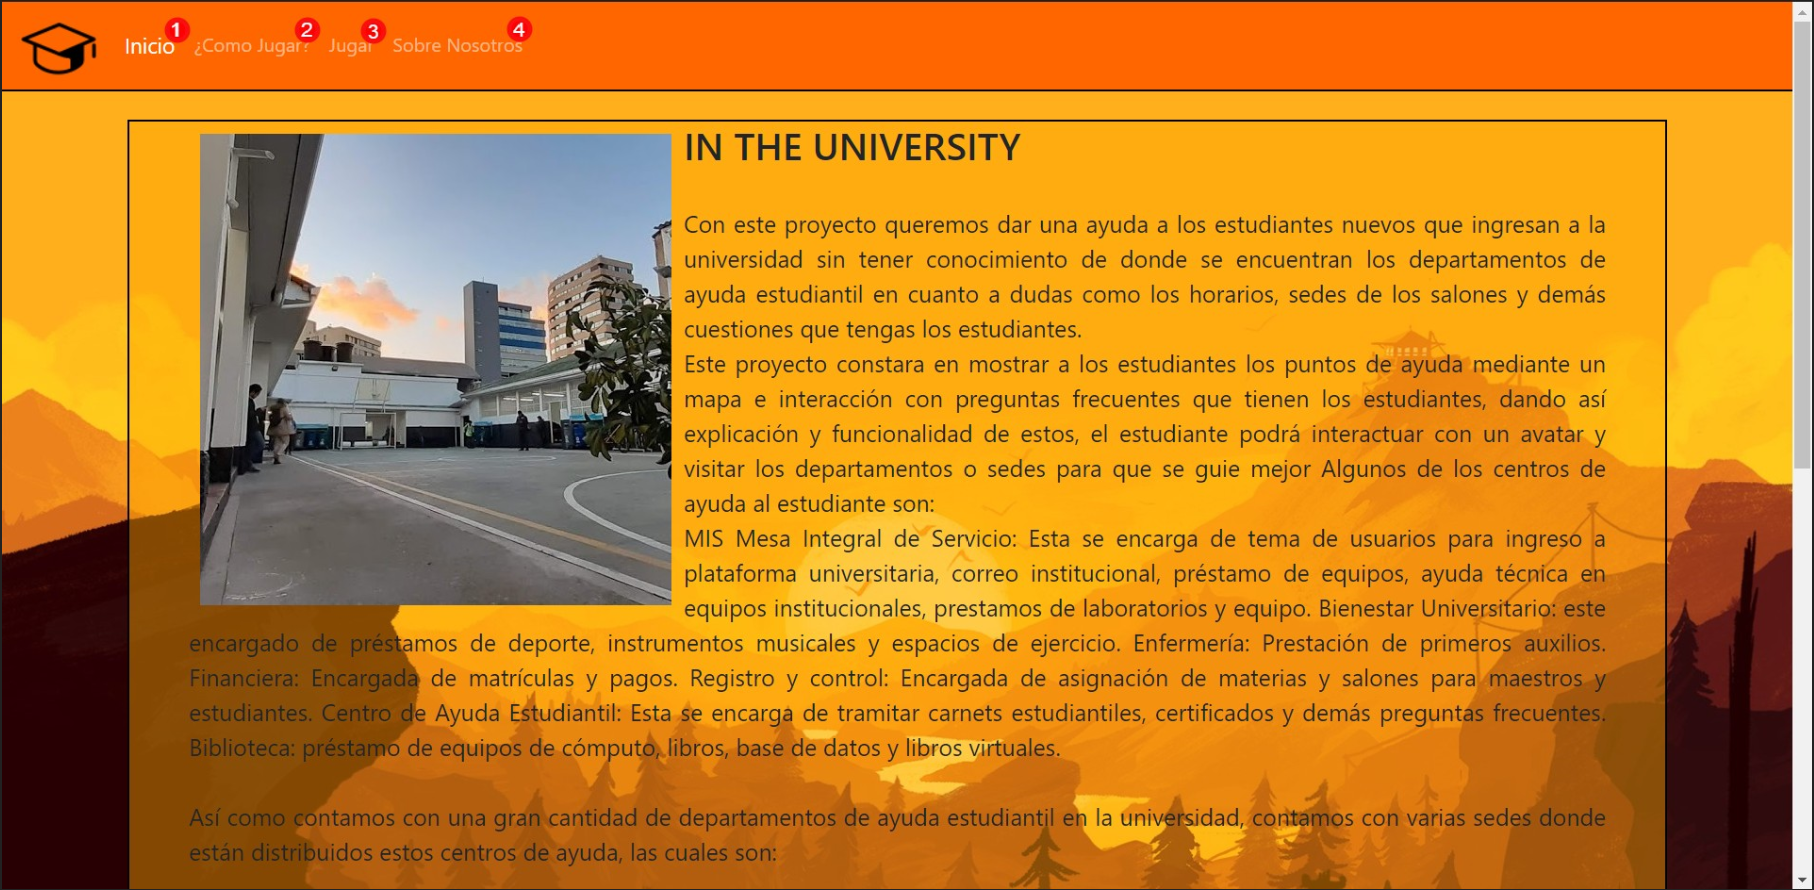 Inicio 1 ¿Como Jugar? 2 Jugar 3 Sobre Nosotros 4
IN THE UNIVERSITY
Con este proyecto queremos dar una ayuda a los estudiantes nuevos que ingresan a la
universidad sin tener conocimiento de donde se encuentran los departamentos de
ayuda estudiantil en cuanto a dudas como los horarios, sedes de los salones y demás
cuestiones que tengas los estudiantes.
Este proyecto constara en mostrar a los estudiantes los puntos de ayuda mediante un
mapa e interacción con preguntas frecuentes que tienen los estudiantes, dando así
explicación y funcionalidad de estos, el estudiante podrá interactuar con un avatar y
visitar los departamentos o sedes para que se guie mejor Algunos de los centros de
ayuda al estudiante son:
MIS Mesa Integral de Servicio: Esta se encarga de tema de usuarios para ingreso a
plataforma universitaria, correo institucional, préstamo de equipos, ayuda técnica en
equipos institucionales, prestamos de laboratorios y equipo. Bienestar Universitario: este
encargado de préstamos de deporte, instrumentos musicales y espacios de ejercicio. Enfermería: Prestación de primeros auxilios.
Financiera: Encargada de matrículas y pagos. Registro y control: Encargada de asignación de materias y salones para maestros y
estudiantes. Centro de Ayuda Estudiantil: Esta se encarga de tramitar carnets estudiantiles, certificados y demás preguntas frecuentes.
Biblioteca: préstamo de equipos de cómputo, libros, base de datos y libros virtuales.
Así como contamos con una gran cantidad de departamentos de ayuda estudiantil en la universidad, contamos con varias sedes donde
están distribuidos estos centros de ayuda, las cuales son: